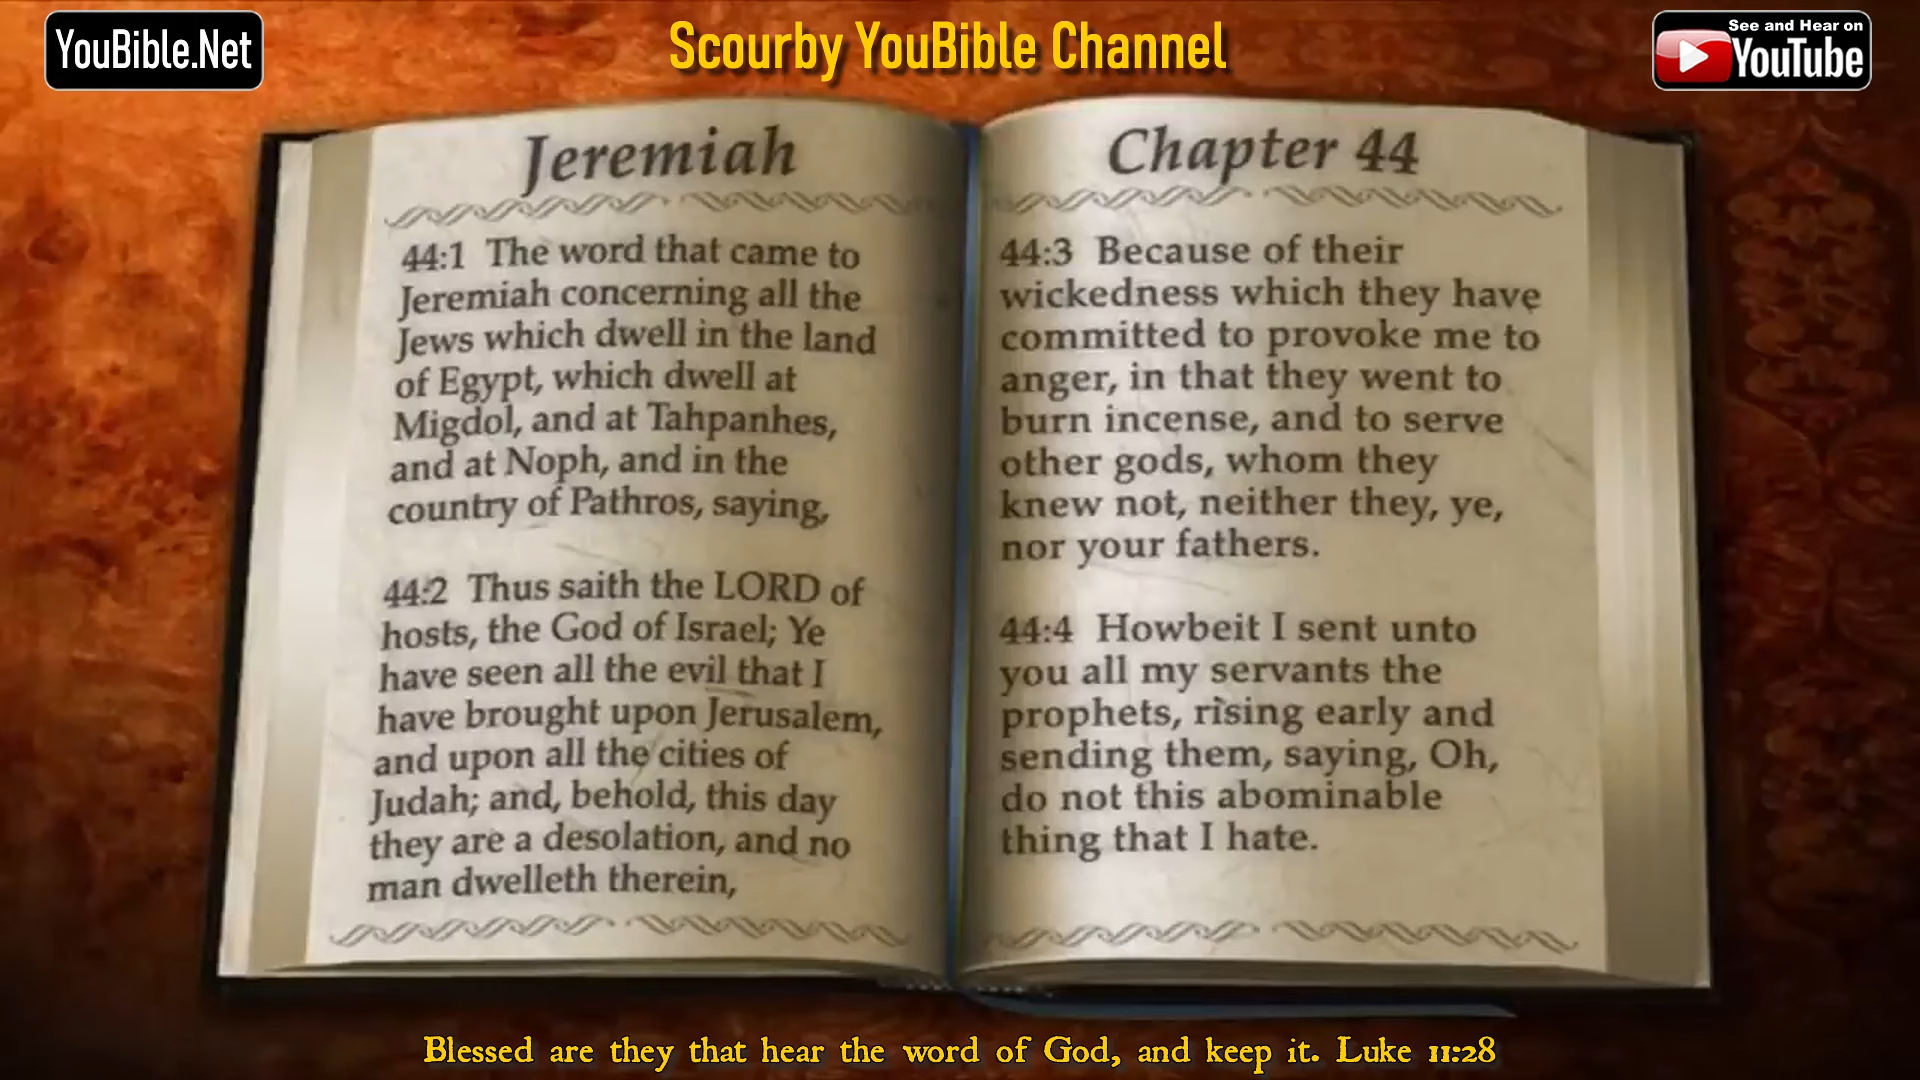 YouBible.Net
Scourby YouBible Channel
See and Hear on
YouTube
Jeremiah
44:1 The word that came to
Jeremiah concerning all the
Jews which dwell in the land
of Egypt, which dwell at
Migdol, and at Tahpanhes,
and at Noph, and in the
country of Pathros, saying,
44:2 Thus saith the LORD of
hosts, the God of Israel; Ye
have seen all the evil that I
have brought upon Jerusalem,
and upon all the cities of
Judah; and, behold, this day
they are a desolation, and no
man dwelleth therein,
Chapter 44
44:3 Because of their
wickedness which they have
committed to provoke me to
anger, in that they went to
burn incense, and to serve
other gods, whom they
knew not, neither they, ye,
nor your fathers.
44:4 Howbeit I sent unto
you all my servants the
prophets, rising early and
sending them, saying, Oh,
do not this abominable
thing that I hate.
Blessed are they that hear the word of God, and keep it. Luke 11:28